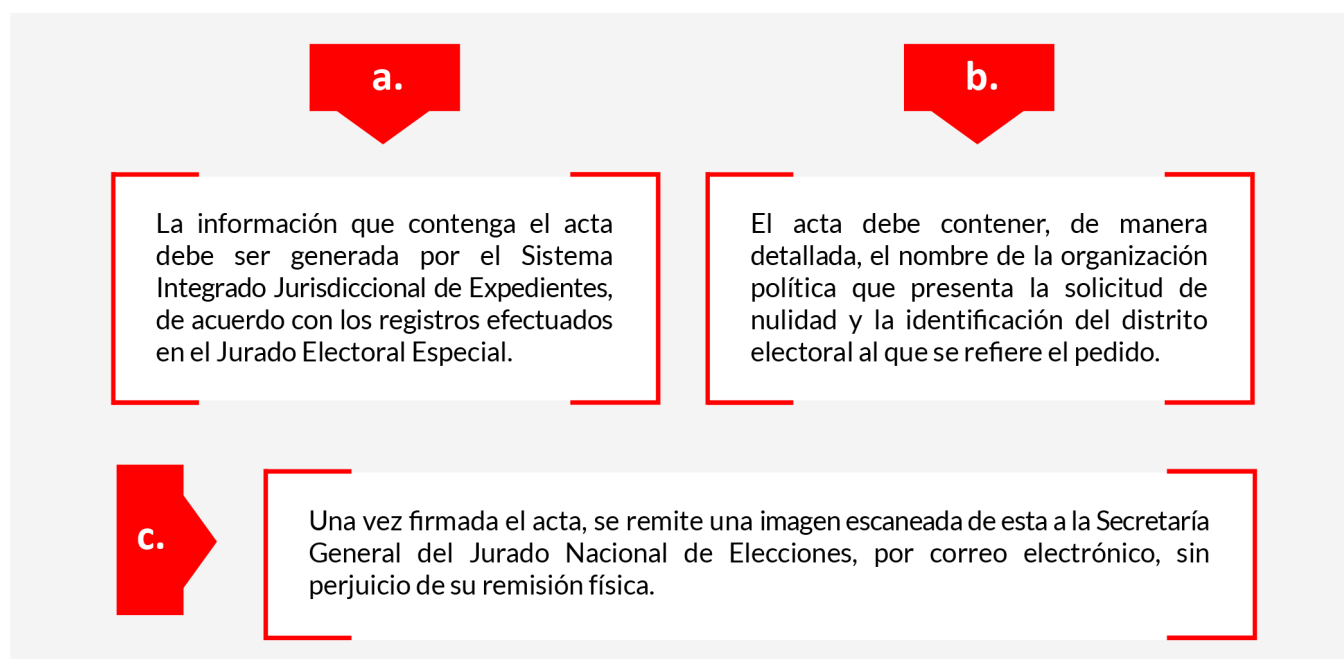 a.
La información que contenga el acta
debe ser generada por el Sistema
Integrado Jurisdiccional de Expedientes,
de acuerdo con los registros efectuados
en el Jurado Electoral Especial.
b.
El acta debe contener, de manera
detallada, el nombre de la organización
política que presenta la solicitud de
nulidad y la identificación del distrito
electoral al que se refiere el pedido.
c.
Una vez firmada el acta, se remite una imagen escaneada de esta a la Secretaría
General del Jurado Nacional de Elecciones, por correo electrónico, sin
perjuicio de su remisión física.